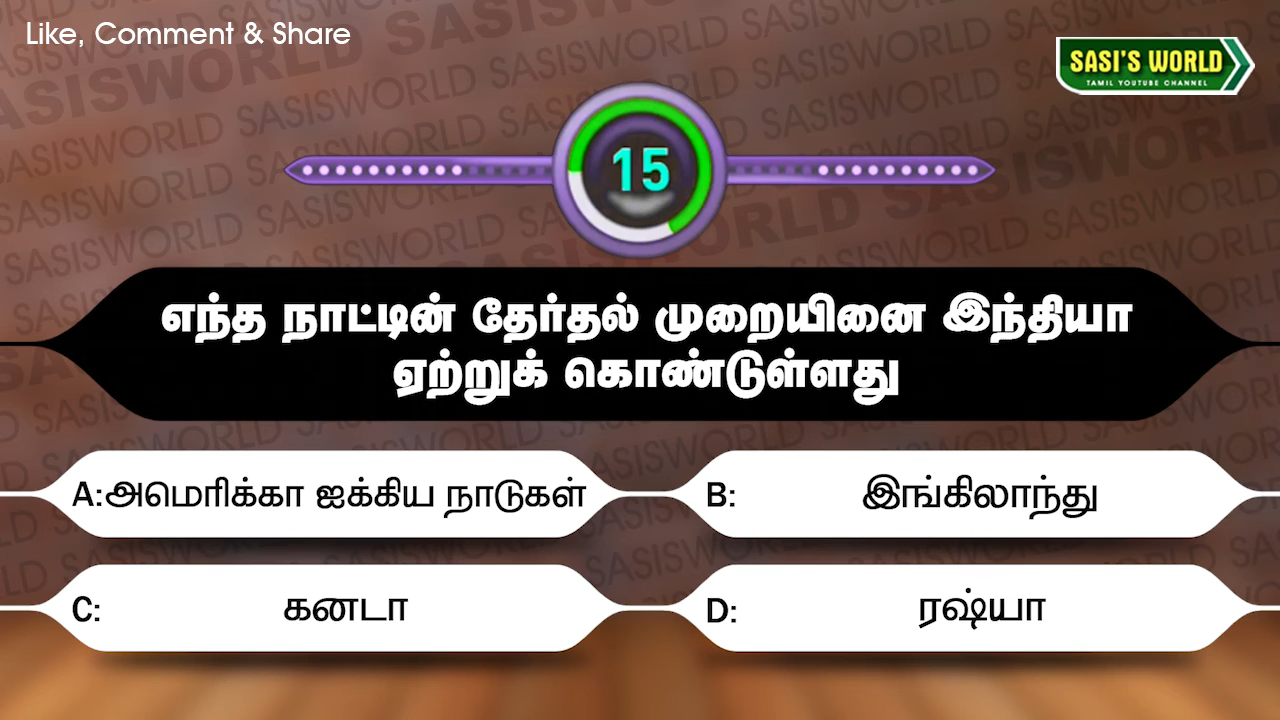 Like, Comment & Share
SASI'S WORLD
TAMIL YOUTUBE CHANNEL
15
எந்த நாட்டின் தேர்தல் முறையினை இந்தியா
ஏற்றுக் கொண்டுள்ளது
A:அமெரிக்கா ஐக்கிய நாடுகள்
B: இங்கிலாந்து
C: கனடா
D: ரஷ்யா